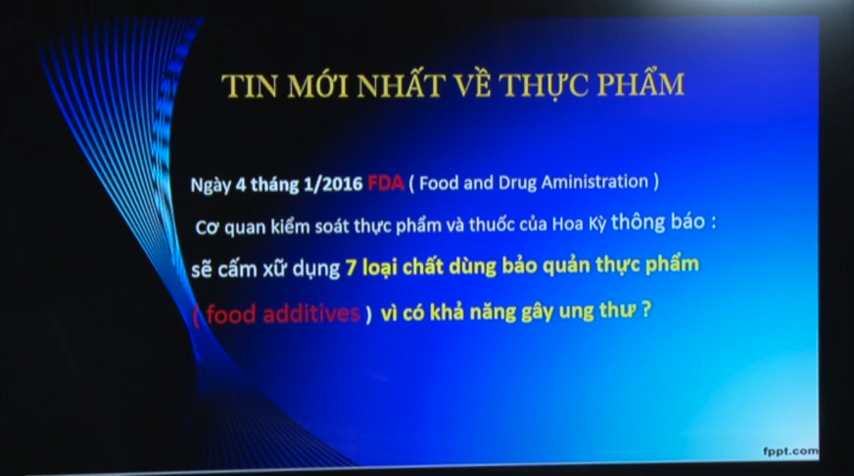 TIN MỚI NHẤT VỀ THỰC PHẨM
Ngày 4 tháng 1/2016 FDA ( Food and Drug Aministration )
Cơ quan kiểm soát thực phẩm và thuốc của Hoa Kỳ thông báo :
sẽ cấm xữ dụng 7 loại chất dùng bảo quản thực phẩm
( food additives ) vì có khả năng gây ung thư ?
fppt.com